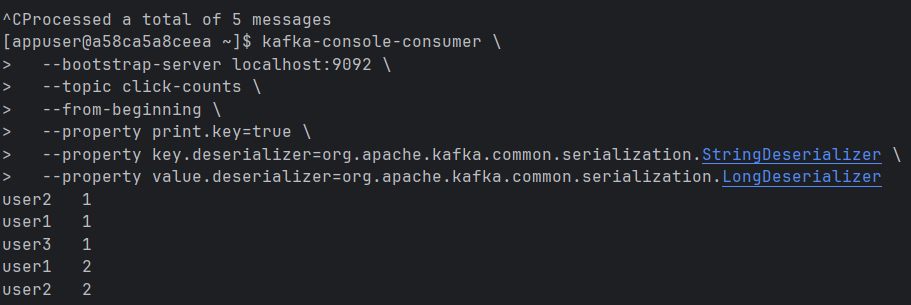 ^CProcessed a total of 5 messages
[appuser@a58ca5a8ceea ~]$ kafka-console-consumer \
>   --bootstrap-server localhost:9092 \
>   --topic click-counts \
>   --from-beginning \
>   --property print.key=true \
>   --property key.deserializer=org.apache.kafka.common.serialization.StringDeserializer \
>   --property value.deserializer=org.apache.kafka.common.serialization.LongDeserializer
user2   1
user1   1
user3   1
user1   2
user2   2